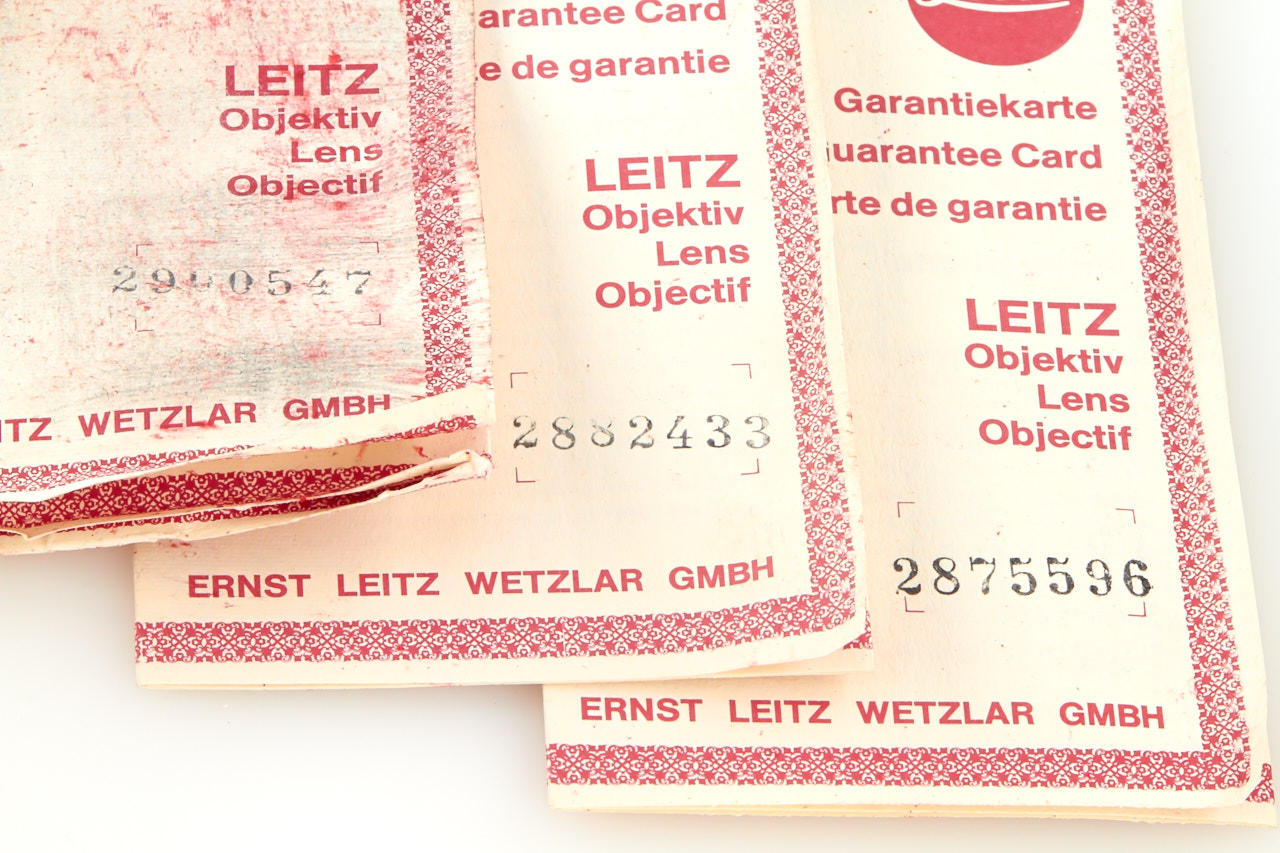 LEITZ
Objektiv
Lens
Objectif
ITZ WETZLAR GMBH
arantee Card
e de garantie
LEITZ
Objektiv
Lens
Objectif
2882433
ERNST LEITZ WETZLAR GMBH
Garantiekarte
uarantee Card
rte de garantie
LEITZ
Objektiv
Lens
Objectif
2875596
ERNST LEITZ WETZLAR GMBH